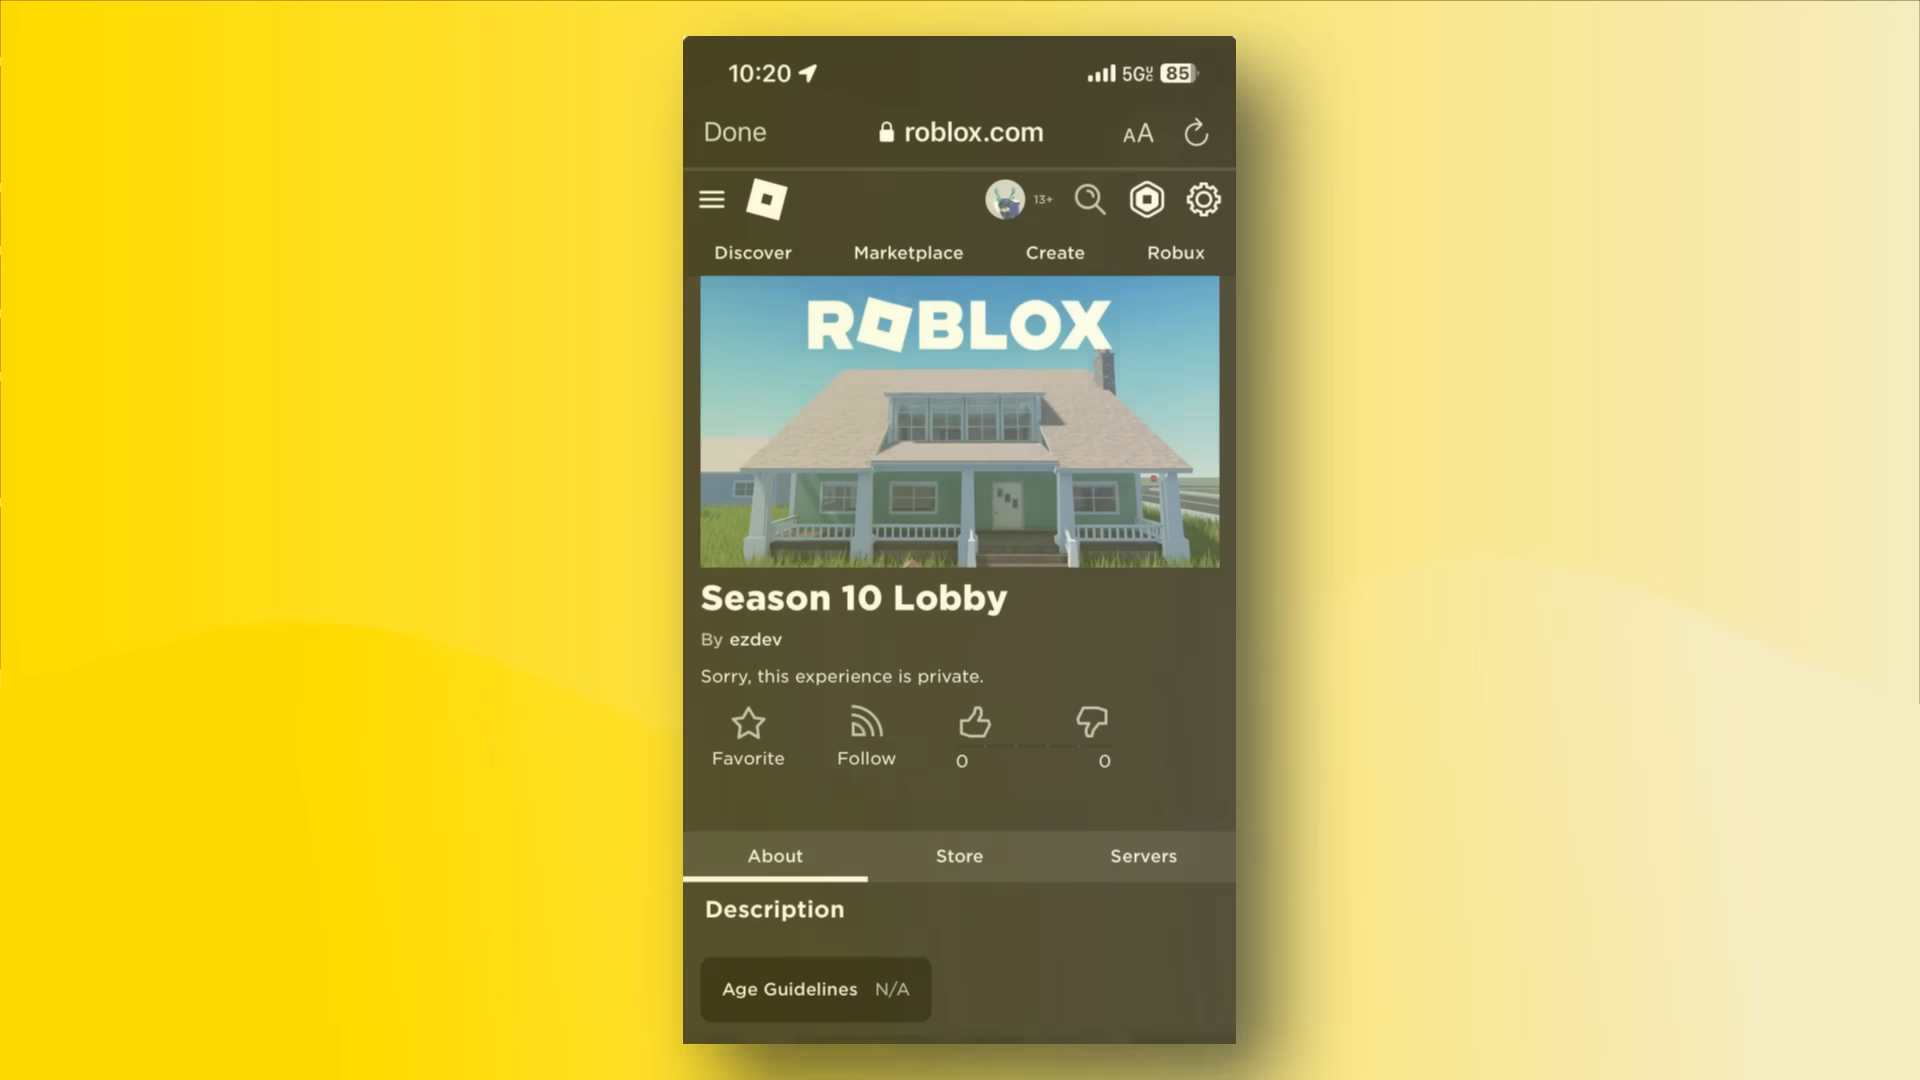 10:20 5G 85
Done roblox.com AA
13+
Discover Marketplace Create Robux
ROBLOX
Season 10 Lobby
By ezdev
Sorry, this experience is private.
Favorite Follow 0 0
About Store Servers
Description
Age Guidelines N/A